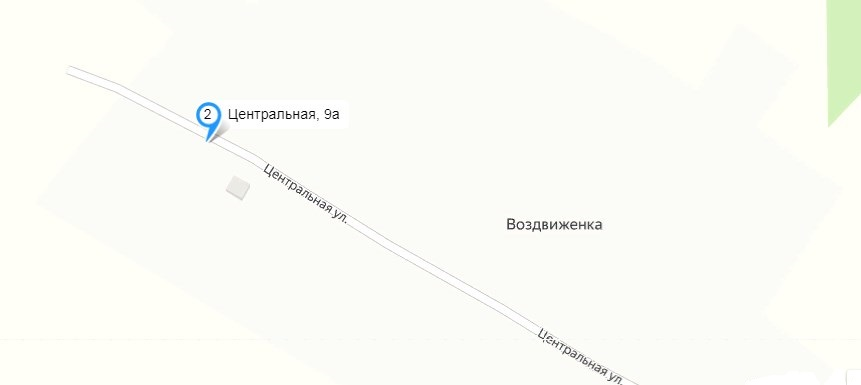 2
Центральная, 9а
Центральная ул.
Воздвиженка
Центральная ул.